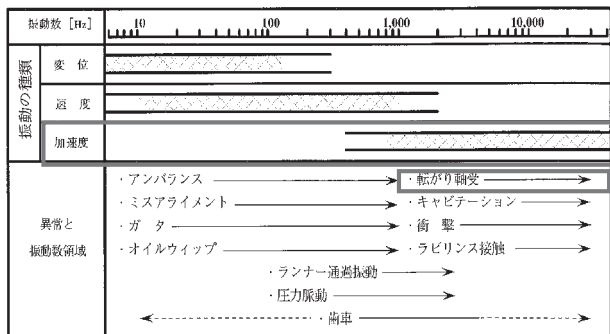 振動数 [Hz] 10 100 1,000 10,000
振動の種類
変位
速度
加速度
異常と
振動数領域
・アンバランス
・ミスアライメント
・ガタ
・オイルウィップ
・転がり軸受
・キャビテーション
・衝撃
・ラビリンス接触
・ランナー通過振動
・圧力脈動
・歯車